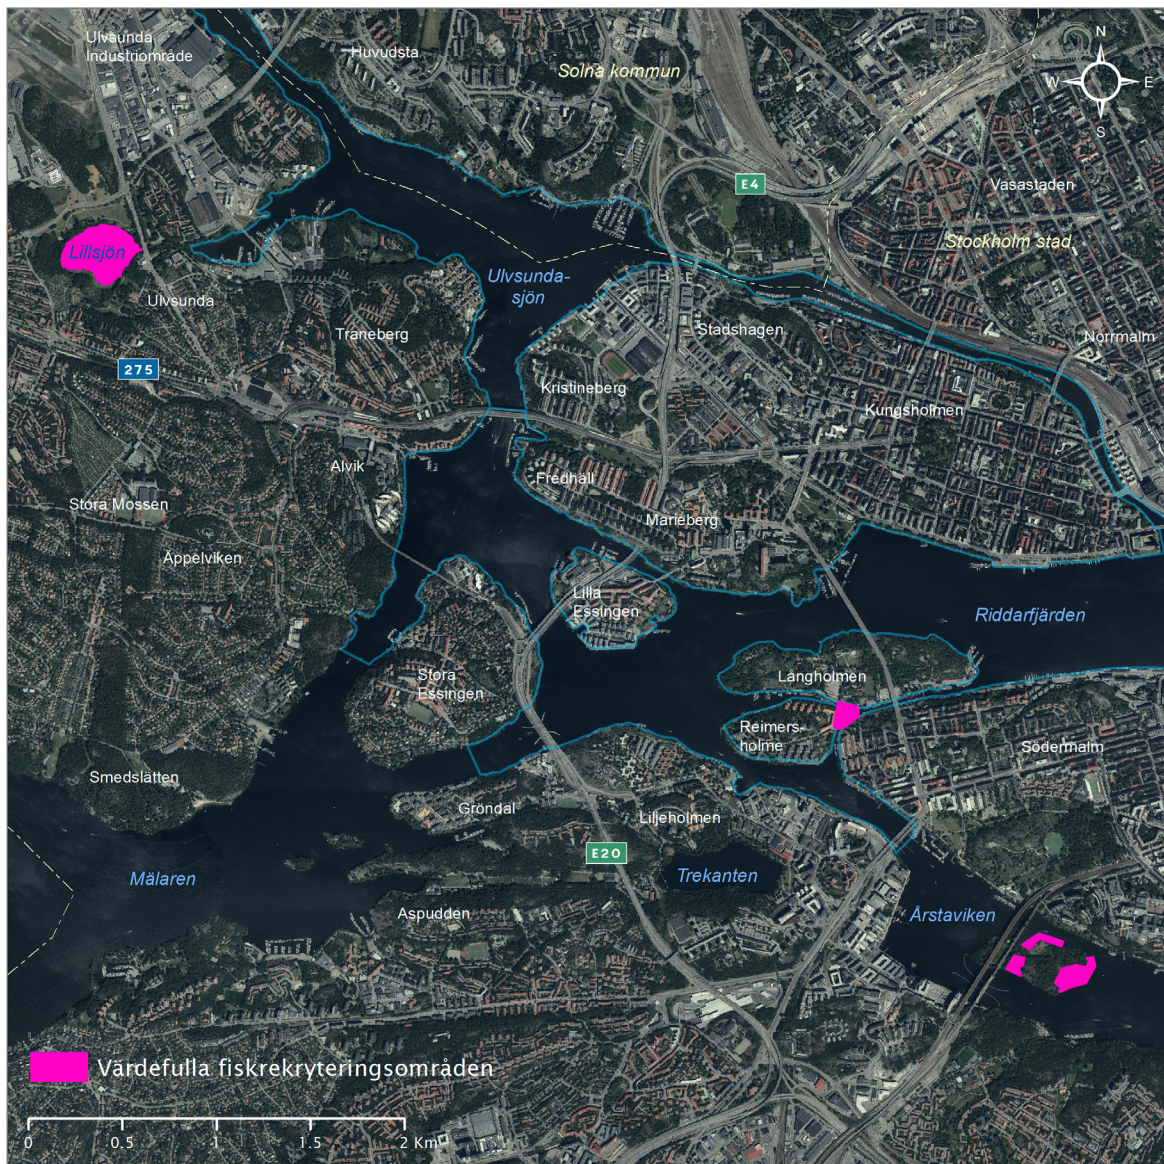 Ulvsunda
Industriområde
Huvudsta
Solna kommun
N
W
E
S
E4
Vasastaden
Stockholm stad
Lillsjön
Ulvsunda-
sjön
Ulvsunda
Traneberg
Stadshagen
Norrmalm
275
Kristineberg
Kungsholmen
Alvik
Fredhäll
Stora Mossen
Marieberg
Äppelviken
Lilla
Essingen
Riddarfjärden
Stora
Essingen
Långholmen
Reimers-
holme
Södermalm
Smedslätten
Gröndal
Liljeholmen
E20
Mälaren
Trekanten
Aspudden
Årstaviken
Värdefulla fiskrekryteringsområden
0 0.5 1 1.5 2 Km